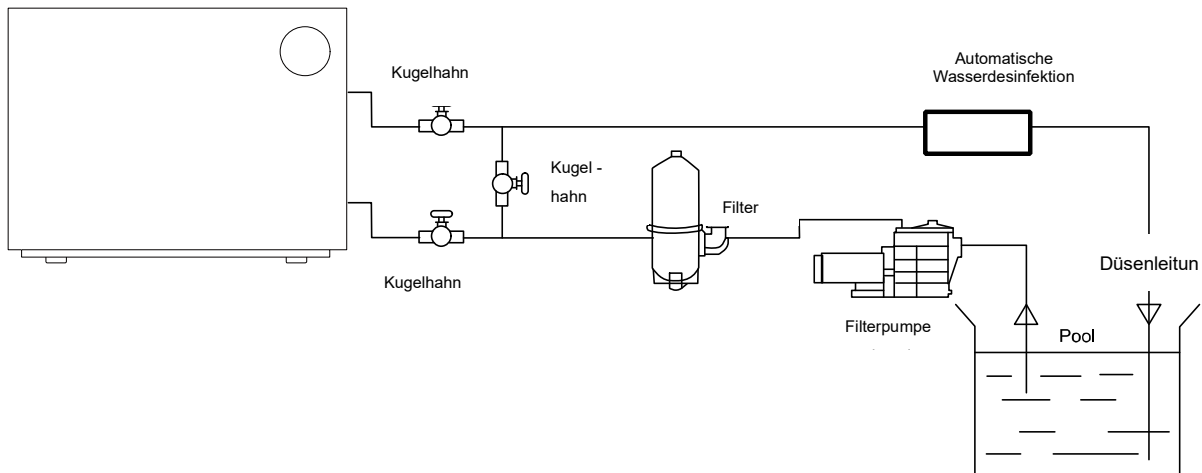 Automatische
Wasserdesinfektion
Kugelhahn
Kugel -
hahn
Filter
Düsenleitun
Kugelhahn
Filterpumpe
Pool